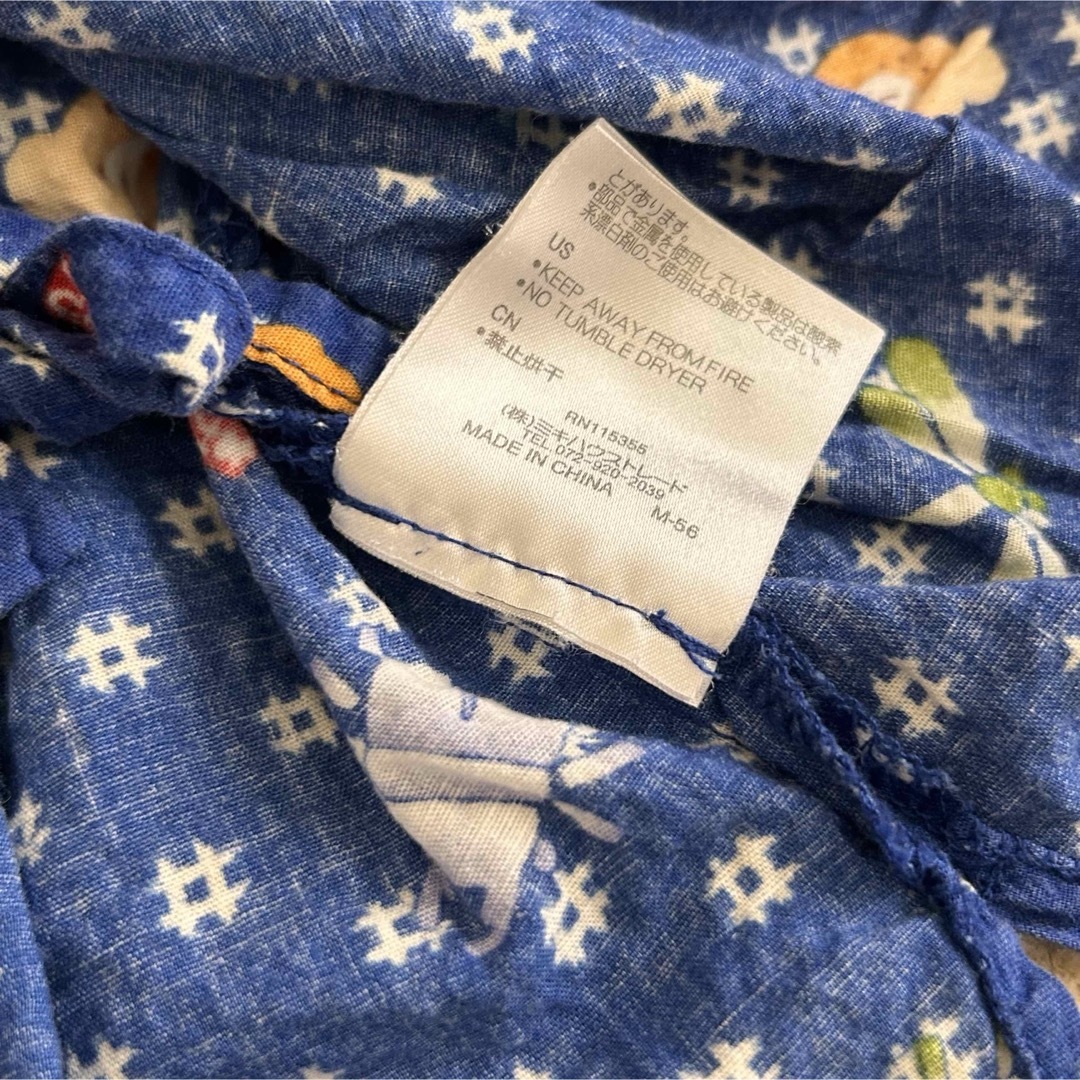 とがあります。
•部品で金属を使用している製品は酸素
系漂白剤のご使用はお避けください。
US
•KEEP AWAY FROM FIRE
•NO TUMBLE DRYER
CN
•禁止烘干
RN115355
(株)ミキハウストレード
TEL 072-920-2039
MADE IN CHINA
M-56